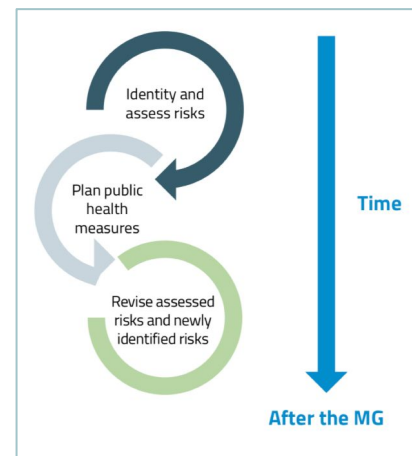 Identity and
assess risks
Plan public
health
measures
Time
Revise assessed
risks and newly
identified risks
After the MG